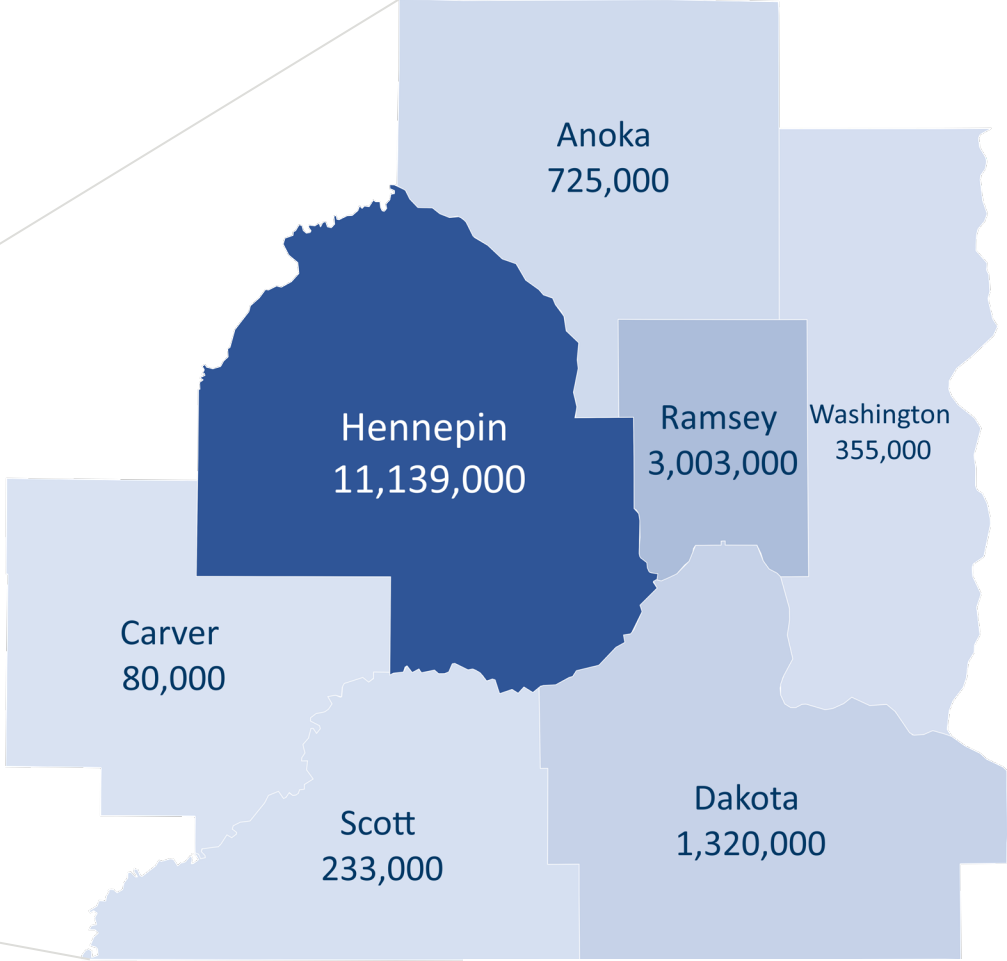 Anoka
725,000
Hennepin
11,139,000
Ramsey
3,003,000
Washington
355,000
Carver
80,000
Scott
233,000
Dakota
1,320,000